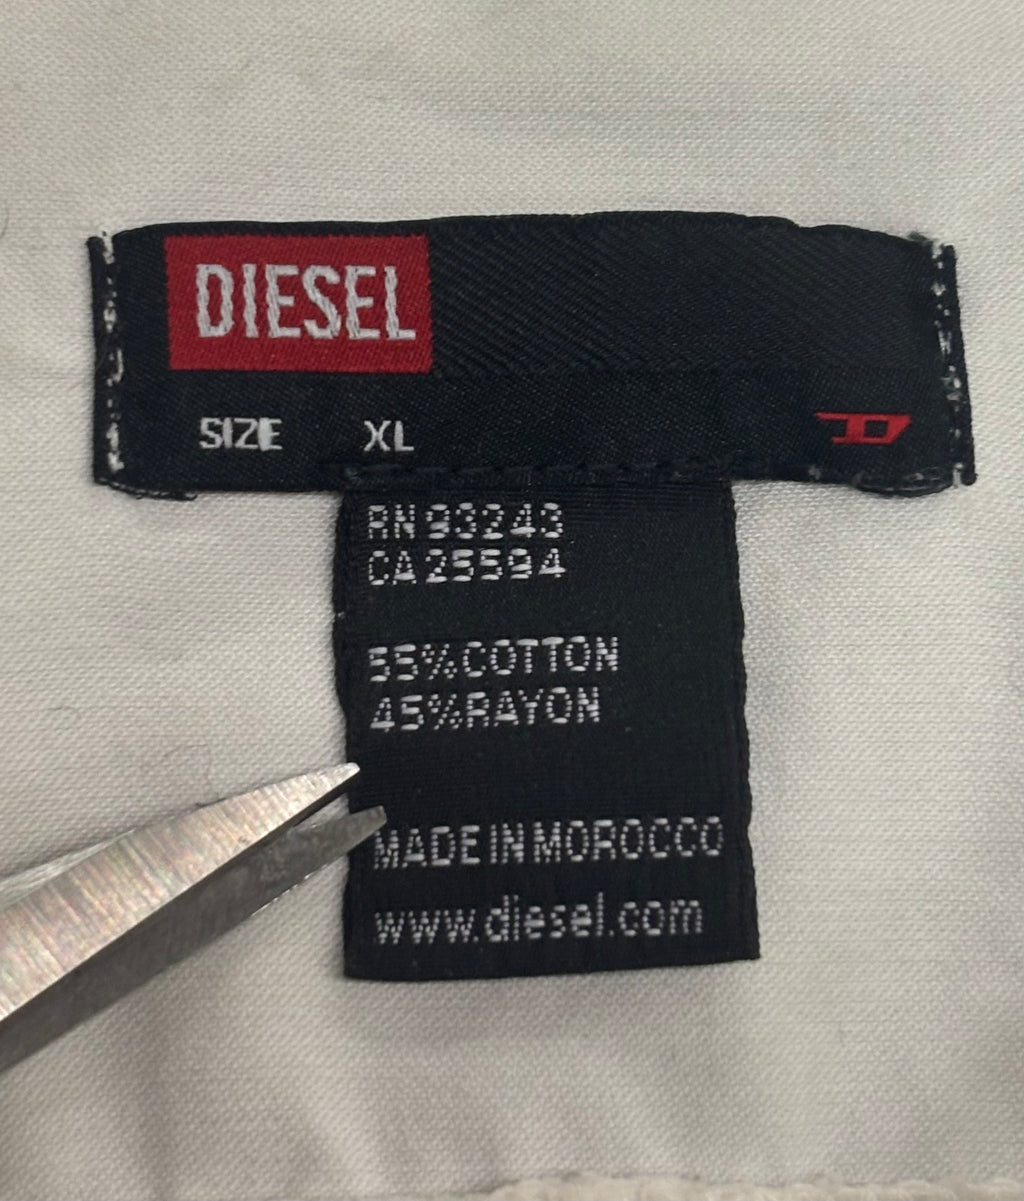 DIESEL
SIZE XL
RN 93243
CA 25594
55% COTTON
45% RAYON
MADE IN MOROCCO
www.diesel.com